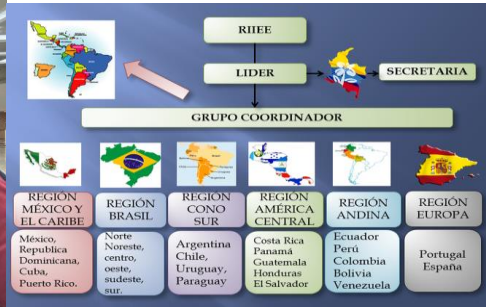 RIIEE
LIDER
SECRETARIA
GRUPO COORDINADOR
REGIÓN
MÉXICO Y
EL CARIBE
REGIÓN
BRASIL
REGIÓN
CONO
SUR
REGIÓN
AMÉRICA
CENTRAL
REGIÓN
ANDINA
REGIÓN
EUROPA
México,
Republica
Dominicana,
Cuba,
Puerto Rico.
Norte
Noreste,
centro,
oeste,
sudeste,
sur.
Argentina
Chile,
Uruguay,
Paraguay
Costa Rica
Panamá
Guatemala
Honduras
El Salvador
Ecuador
Perú
Colombia
Bolivia
Venezuela
Portugal
España